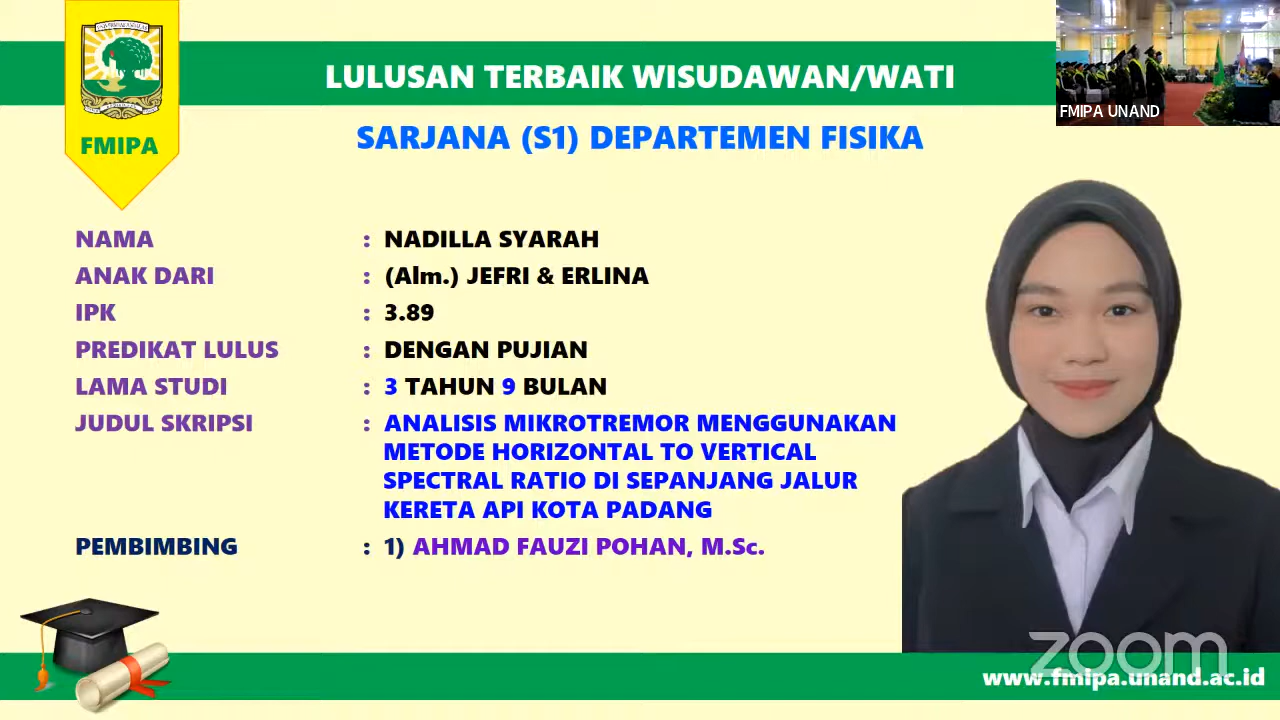 LULUSAN TERBAIK WISUDAWAN/WATI
FMIPA UNAND
FMIPA
SARJANA (S1) DEPARTEMEN FISIKA
NAMA : NADILLA SYARAH
ANAK DARI : (Alm.) JEFRI & ERLINA
IPK : 3.89
PREDIKAT LULUS : DENGAN PUJIAN
LAMA STUDI : 3 TAHUN 9 BULAN
JUDUL SKRIPSI : ANALISIS MIKROTREMOR MENGGUNAKAN
METODE HORIZONTAL TO VERTICAL
SPECTRAL RATIO DI SEPANJANG JALUR
KERETA API KOTA PADANG
PEMBIMBING : 1) AHMAD FAUZI POHAN, M.Sc.
zoom
www.fmipa.unand.ac.id